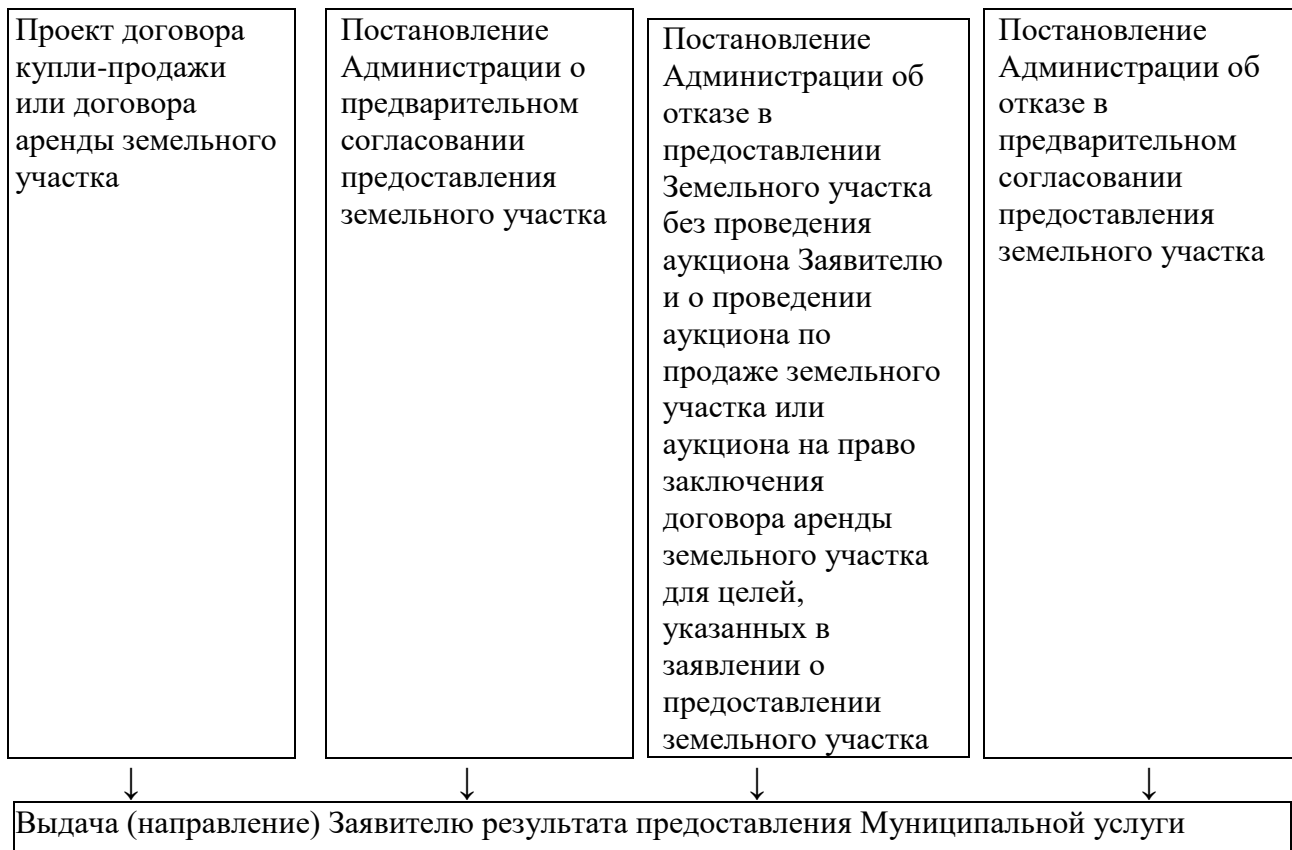 Проект договора
купли-продажи
или договора
аренды земельного
участка
Постановление
Администрации о
предварительном
согласовании
предоставления
земельного участка
Постановление
Администрации об
отказе в
предоставлении
Земельного участка
без проведения
аукциона Заявителю
и о проведении
аукциона по
продаже земельного
участка или
аукциона на право
заключения
договора аренды
земельного участка
для целей,
указанных в
заявлении о
предоставлении
земельного участка
Постановление
Администрации об
отказе в
предварительном
согласовании
предоставления
земельного участка
↓ ↓ ↓ ↓
Выдача (направление) Заявителю результата предоставления Муниципальной услуги